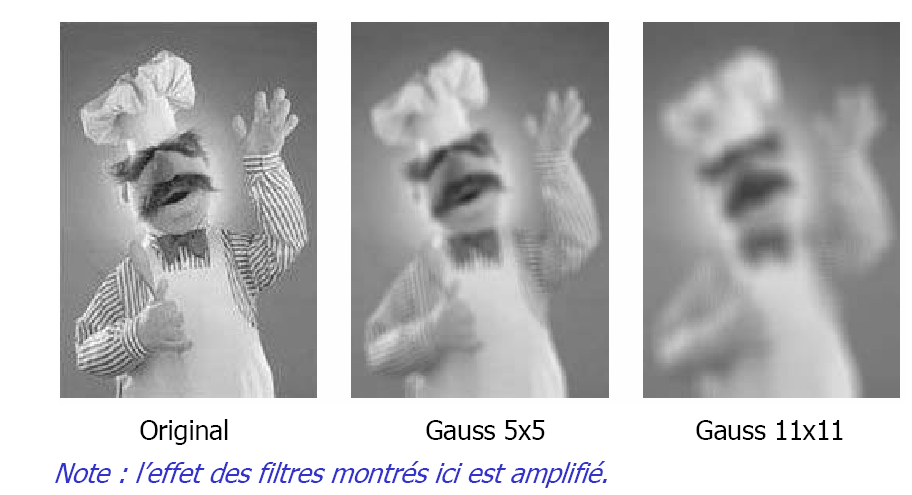 Original
Gauss 5x5
Gauss 11x11
Note : l'effet des filtres montrés ici est amplifié.